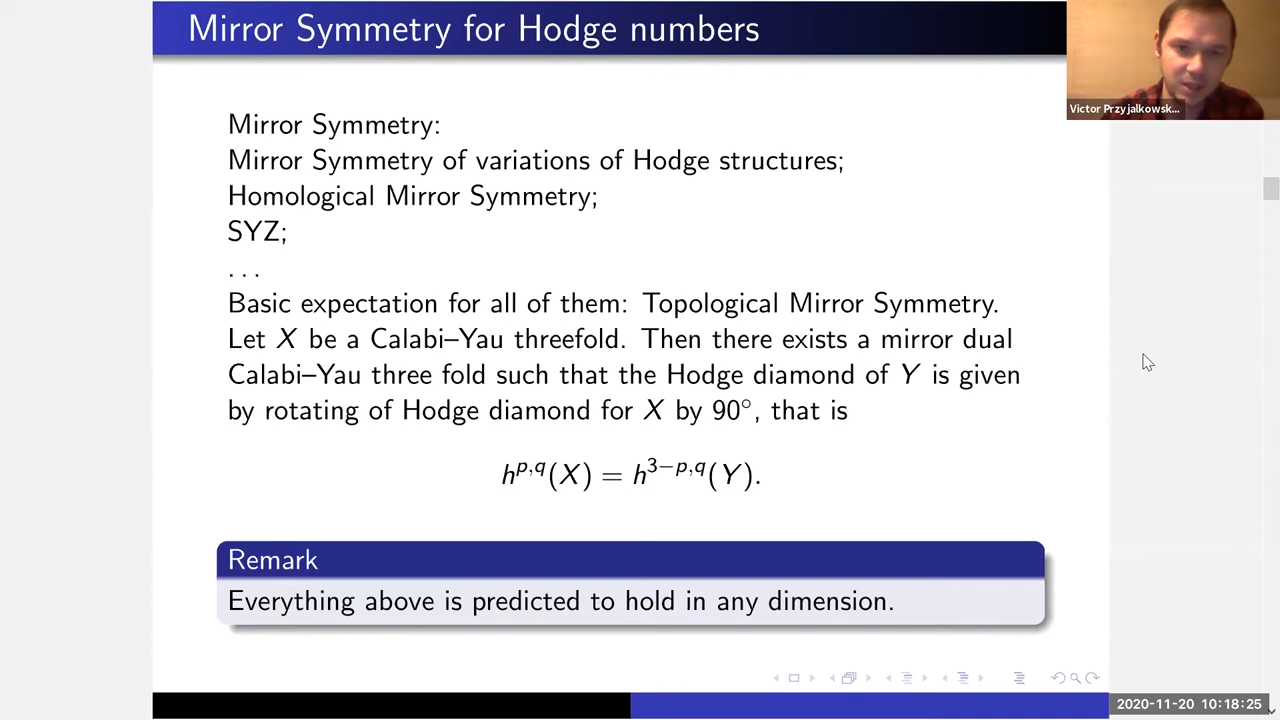 Mirror Symmetry for Hodge numbers
Victor Przyjalkowsk...
Mirror Symmetry:
Mirror Symmetry of variations of Hodge structures;
Homological Mirror Symmetry;
SYZ;
...
Basic expectation for all of them: Topological Mirror Symmetry.
Let X be a Calabi–Yau threefold. Then there exists a mirror dual
Calabi–Yau three fold such that the Hodge diamond of Y is given
by rotating of Hodge diamond for X by 90°, that is
h^{p,q}(X) = h^{3−p,q}(Y).
Remark
Everything above is predicted to hold in any dimension.
2020-11-20 10:18:25